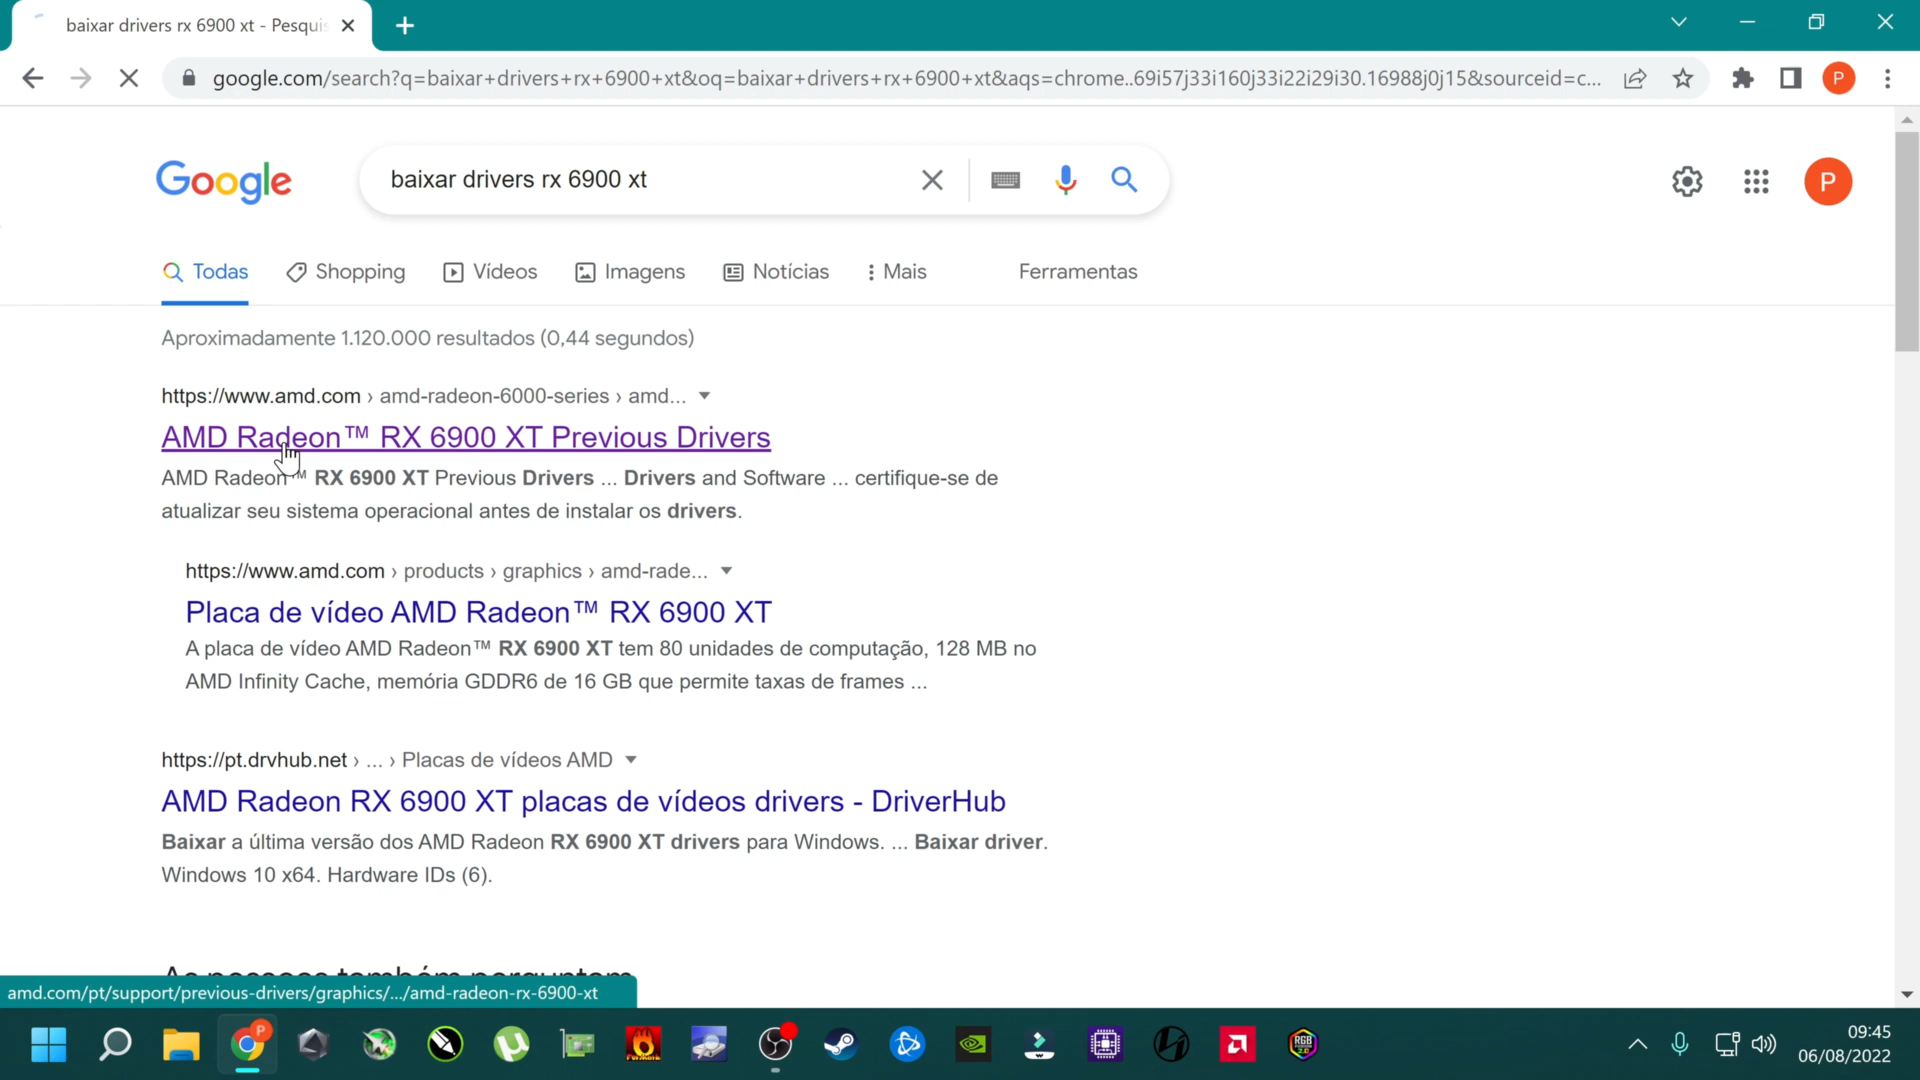 baixar drivers rx 6900 xt - Pesquis
google.com/search?q=baixar+drivers+rx+6900+xt&oq=baixar+drivers+rx+6900+xt&aqs=chrome..69i57j33i160j33i22i29i30.16988j0j15&sourceid=c...
P
Google
baixar drivers rx 6900 xt
P
Todas
Shopping
Vídeos
Imagens
Notícias
Mais
Ferramentas
Aproximadamente 1.120.000 resultados (0,44 segundos)
https://www.amd.com › amd-radeon-6000-series › amd...
AMD Radeon™ RX 6900 XT Previous Drivers
AMD Radeon™ RX 6900 XT Previous Drivers ... Drivers and Software ... certifique-se de
atualizar seu sistema operacional antes de instalar os drivers.
https://www.amd.com › products › graphics › amd-rade...
Placa de vídeo AMD Radeon™ RX 6900 XT
A placa de vídeo AMD Radeon™ RX 6900 XT tem 80 unidades de computação, 128 MB no
AMD Infinity Cache, memória GDDR6 de 16 GB que permite taxas de frames ...
https://pt.drvhub.net › ... › Placas de vídeos AMD
AMD Radeon RX 6900 XT placas de vídeos drivers - DriverHub
Baixar a última versão dos AMD Radeon RX 6900 XT drivers para Windows. ... Baixar driver.
Windows 10 x64. Hardware IDs (6).
As pessoas também perguntam
amd.com/pt/support/previous-drivers/graphics/.../amd-radeon-rx-6900-xt
P
RGB
2.0
09:45
06/08/2022